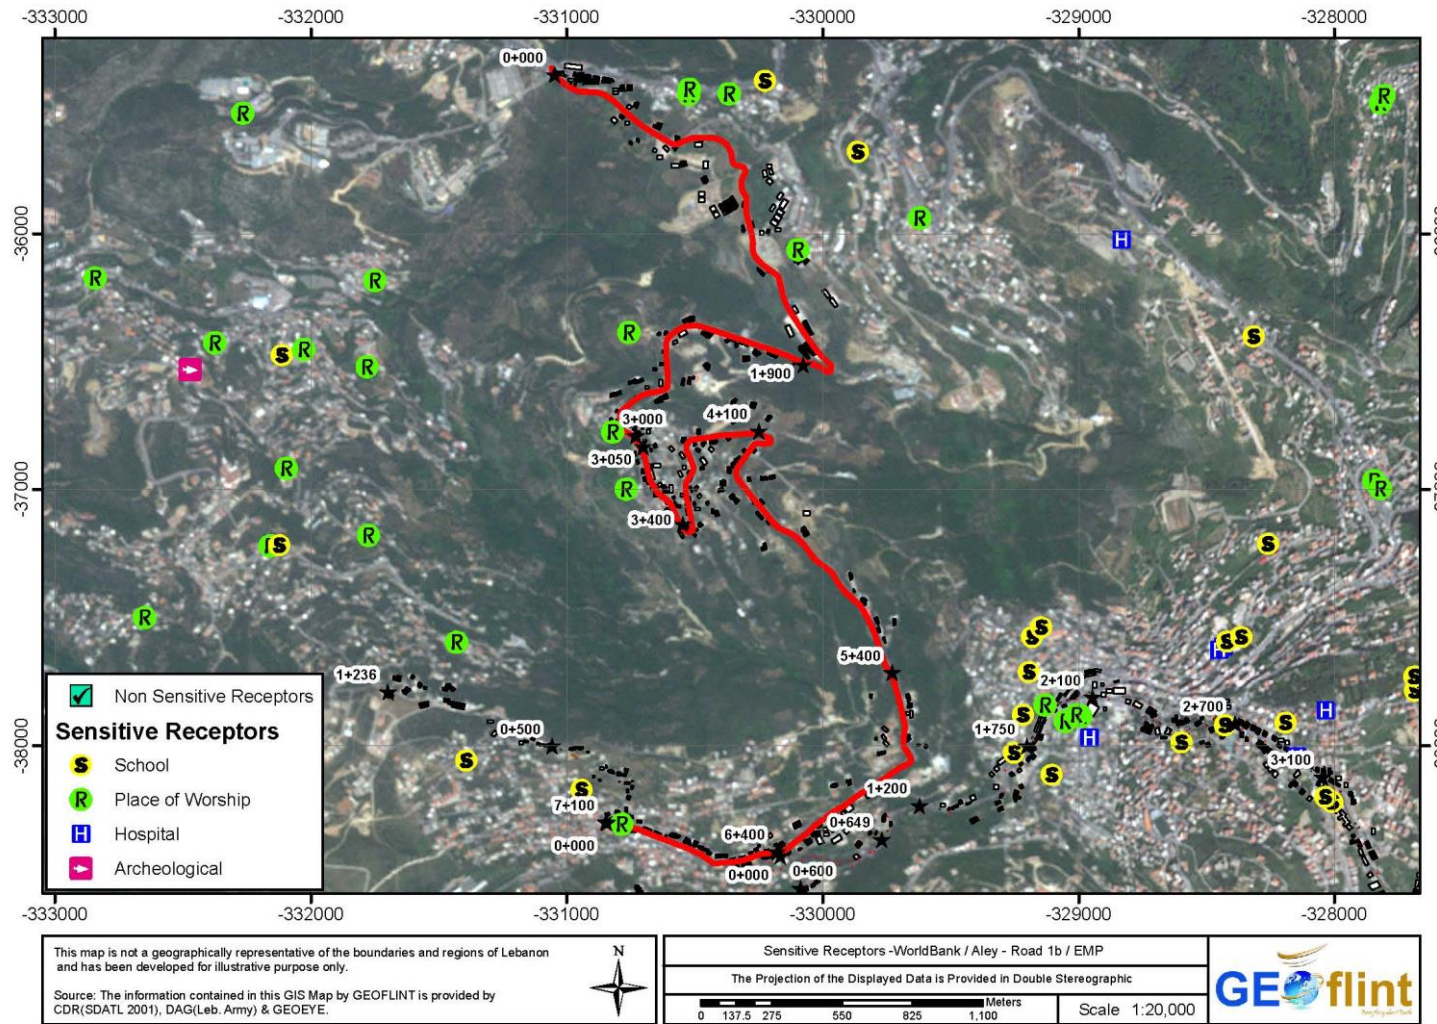 -333000 -332000 -331000 -330000 -329000 -328000
0+000
S
R R
R
R
S
R
-36000
R
H
R
R
R
S
R
S R
R
1+900
4+100
3+000
R
3+050
R
R
-37000
R
3+400
R
S
S
R
R
S
S
H
5+400
S
1+236
2+100
Non Sensitive Receptors
Sensitive Receptors
S School
R Place of Worship
H Hospital
Archeological
R
R
S
1+750
2+700
S
S
H
0+500
-38000
S
H
S
S
3+100
S
S
7+100
1+200
R
0+649
S
6+400
0+000
0+000
0+600
-333000 -332000 -331000 -330000 -329000 -328000
This map is not a geographically representative of the boundaries and regions of Lebanon
and has been developed for illustrative purpose only.
Source: The information contained in this GIS Map by GEOFLINT is provided by
CDR(SDATL 2001), DAG(Leb. Army) & GEOEYE.
N
Sensitive Receptors -WorldBank / Aley - Road 1b / EMP
The Projection of the Displayed Data is Provided in Double Stereographic
Meters
0 137.5 275 550 825 1,100
Scale 1:20,000
GEOflint